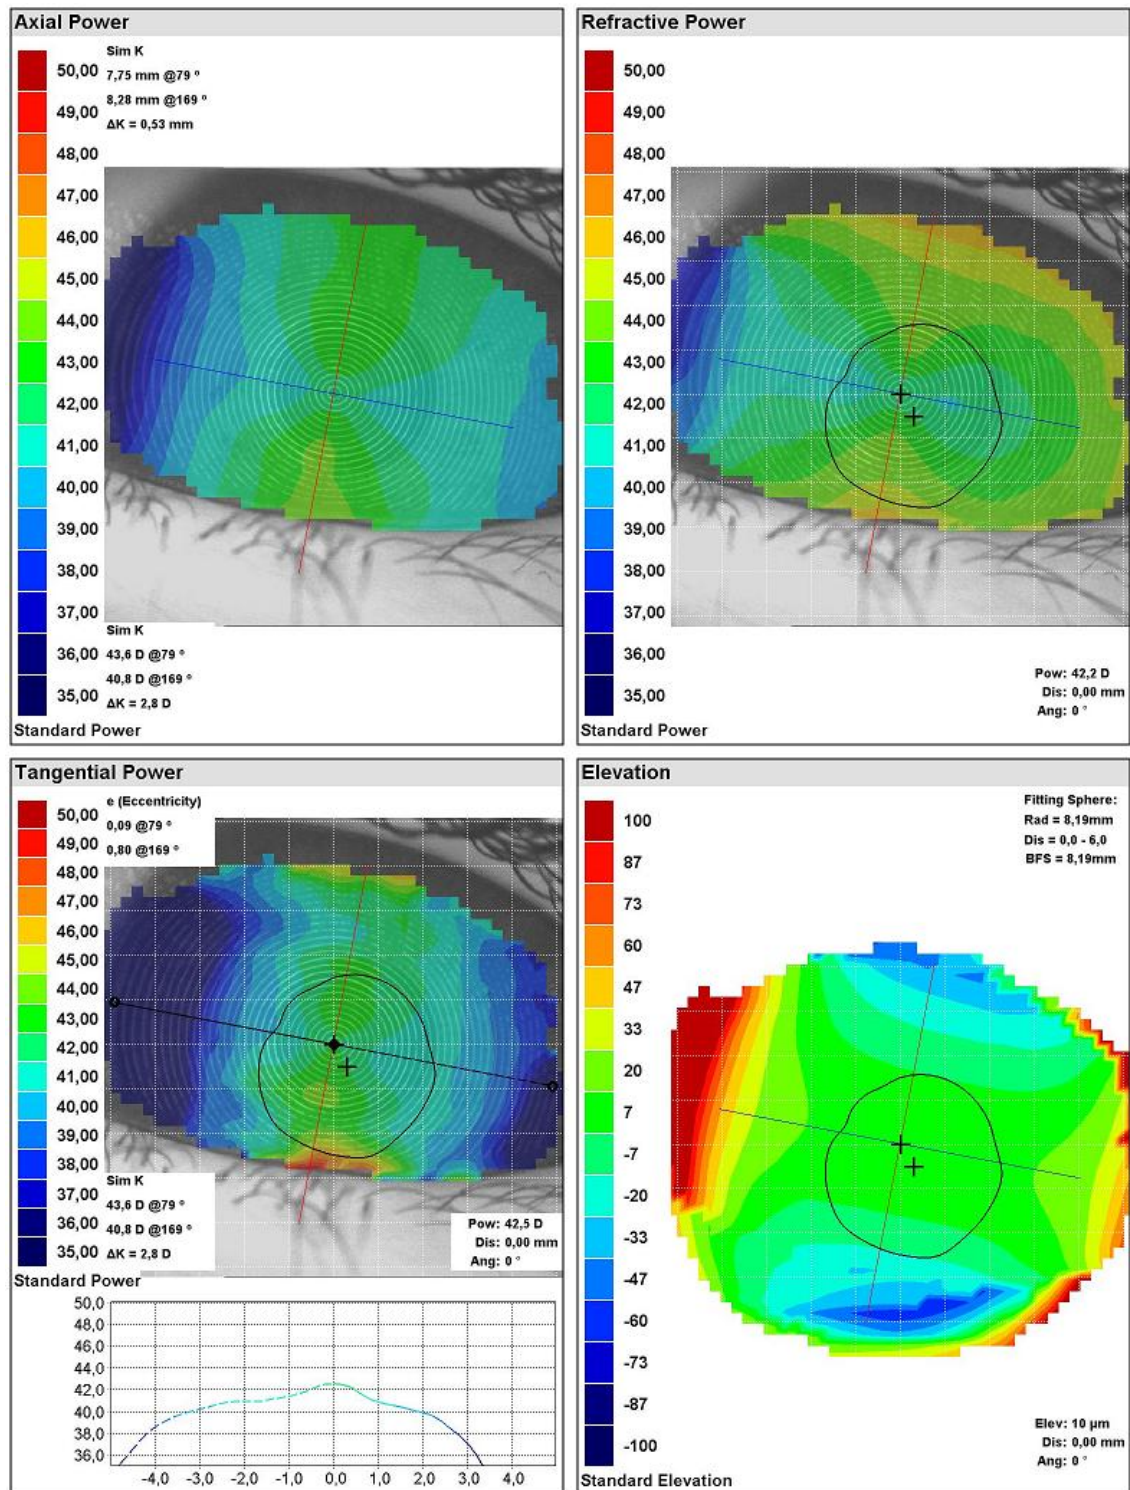 Axial Power
Sim K
7,75 mm @79 º
8,28 mm @169 º
ΔK = 0,53 mm
50,00
49,00
48,00
47,00
46,00
45,00
44,00
43,00
42,00
41,00
40,00
39,00
38,00
37,00
36,00
35,00
Sim K
43,6 D @79 º
40,8 D @169 º
ΔK = 2,8 D
Standard Power
Refractive Power
50,00
49,00
48,00
47,00
46,00
45,00
44,00
43,00
42,00
41,00
40,00
39,00
38,00
37,00
36,00
35,00
Pow: 42,2 D
Dis: 0,00 mm
Ang: 0 °
Standard Power
Tangential Power
e (Eccentricity)
0,09 @79 º
0,80 @169 º
50,00
49,00
48,00
47,00
46,00
45,00
44,00
43,00
42,00
41,00
40,00
39,00
38,00
37,00
36,00
35,00
Sim K
43,6 D @79 º
40,8 D @169 º
ΔK = 2,8 D
Pow: 42,5 D
Dis: 0,00 mm
Ang: 0 °
Standard Power
50,0
48,0
46,0
44,0
42,0
40,0
38,0
36,0
-4,0 -3,0 -2,0 -1,0 0,0 1,0 2,0 3,0 4,0
Elevation
Fitting Sphere:
Rad = 8,19mm
Dis = 0,0 - 6,0
BFS = 8,19mm
100
87
73
60
47
33
20
7
-7
-20
-33
-47
-60
-73
-87
-100
Elev: 10 µm
Dis: 0,00 mm
Ang: 0 °
Standard Elevation